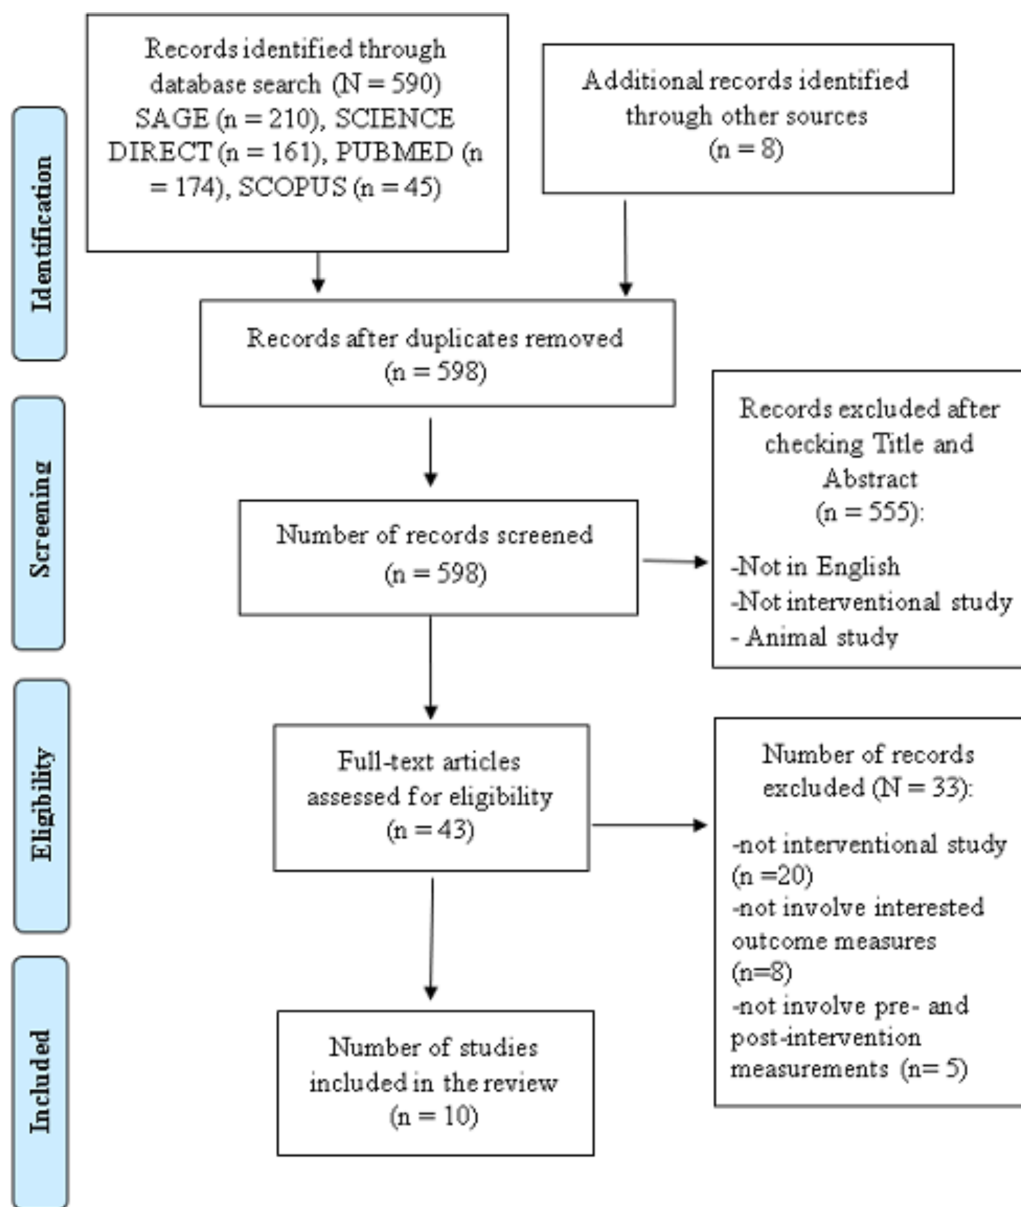 Records identified through
database search (N = 590)
SAGE (n = 210), SCIENCE
DIRECT (n = 161), PUBMED (n
= 174), SCOPUS (n = 45)
Additional records identified
through other sources
(n = 8)
Identification
Records after duplicates removed
(n = 598)
Screening
Number of records screened
(n = 598)
Records excluded after
checking Title and
Abstract
(n = 555):
-Not in English
-Not interventional study
- Animal study
Eligibility
Full-text articles
assessed for eligibility
(n = 43)
Number of records
excluded (N = 33):
-not interventional study
(n =20)
-not involve interested
outcome measures
(n=8)
-not involve pre- and
post-intervention
measurements (n= 5)
Included
Number of studies
included in the review
(n = 10)